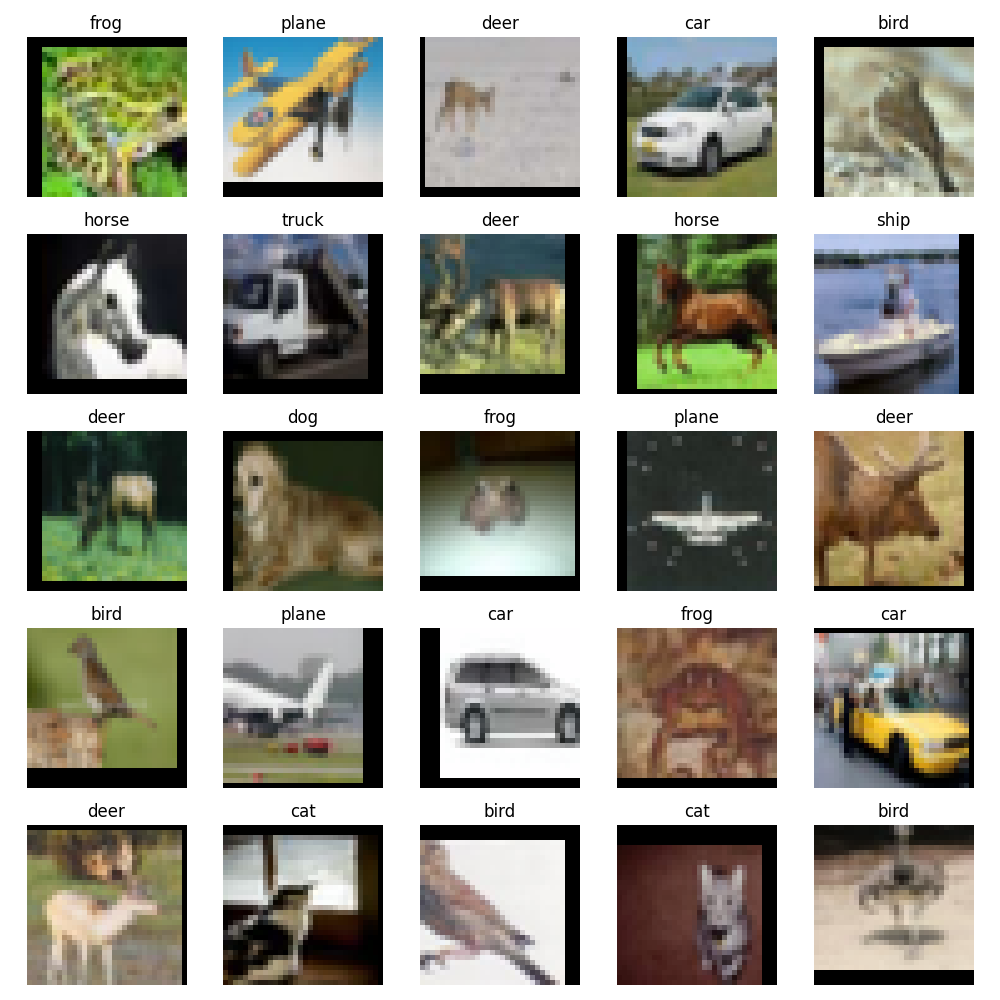 frog plane deer car bird
horse truck deer horse ship
deer dog frog plane deer
bird plane car frog car
deer cat bird cat bird